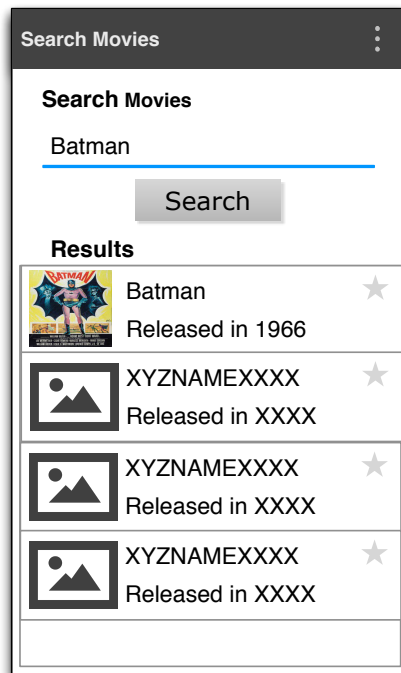 Search Movies
Search Movies
Batman
Search
Results
BATMAN
Batman
Released in 1966
XYZNAMEXXXX
Released in XXXX
XYZNAMEXXXX
Released in XXXX
XYZNAMEXXXX
Released in XXXX